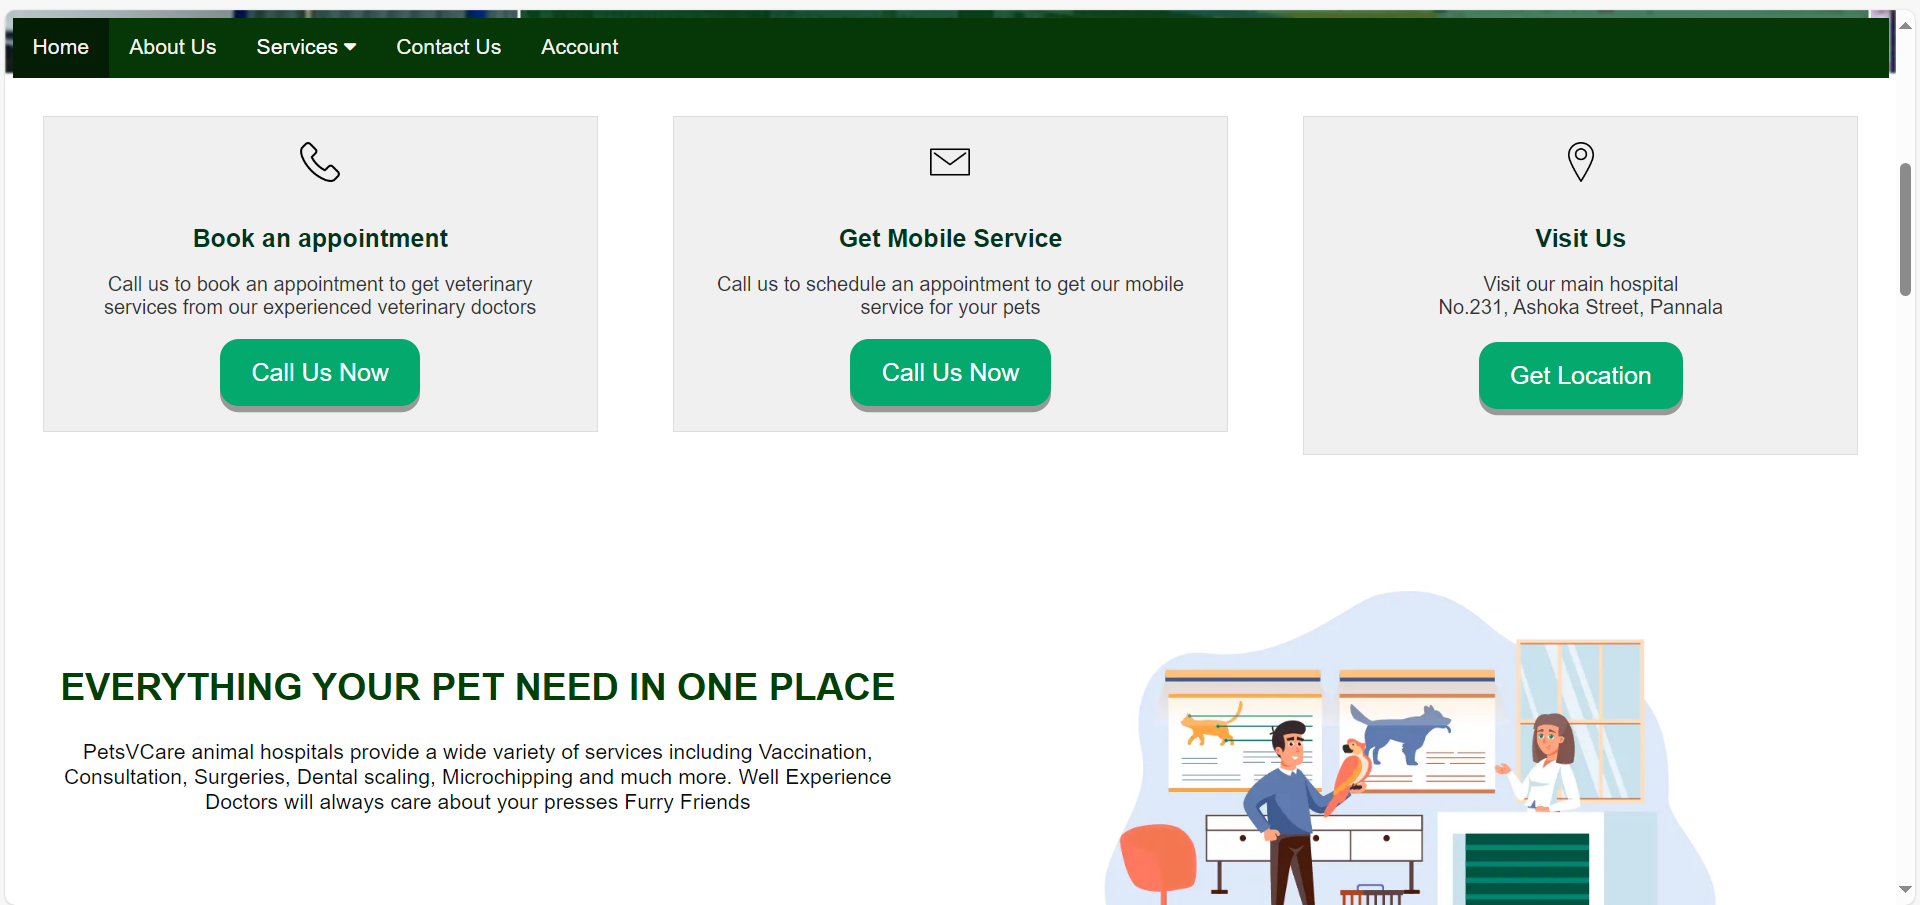 Home About Us Services Contact Us Account
Book an appointment
Call us to book an appointment to get veterinary
services from our experienced veterinary doctors
Call Us Now
Get Mobile Service
Call us to schedule an appointment to get our mobile
service for your pets
Call Us Now
Visit Us
Visit our main hospital
No.231, Ashoka Street, Pannala
Get Location
EVERYTHING YOUR PET NEED IN ONE PLACE
PetsVCare animal hospitals provide a wide variety of services including Vaccination,
Consultation, Surgeries, Dental scaling, Microchipping and much more. Well Experience
Doctors will always care about your presses Furry Friends